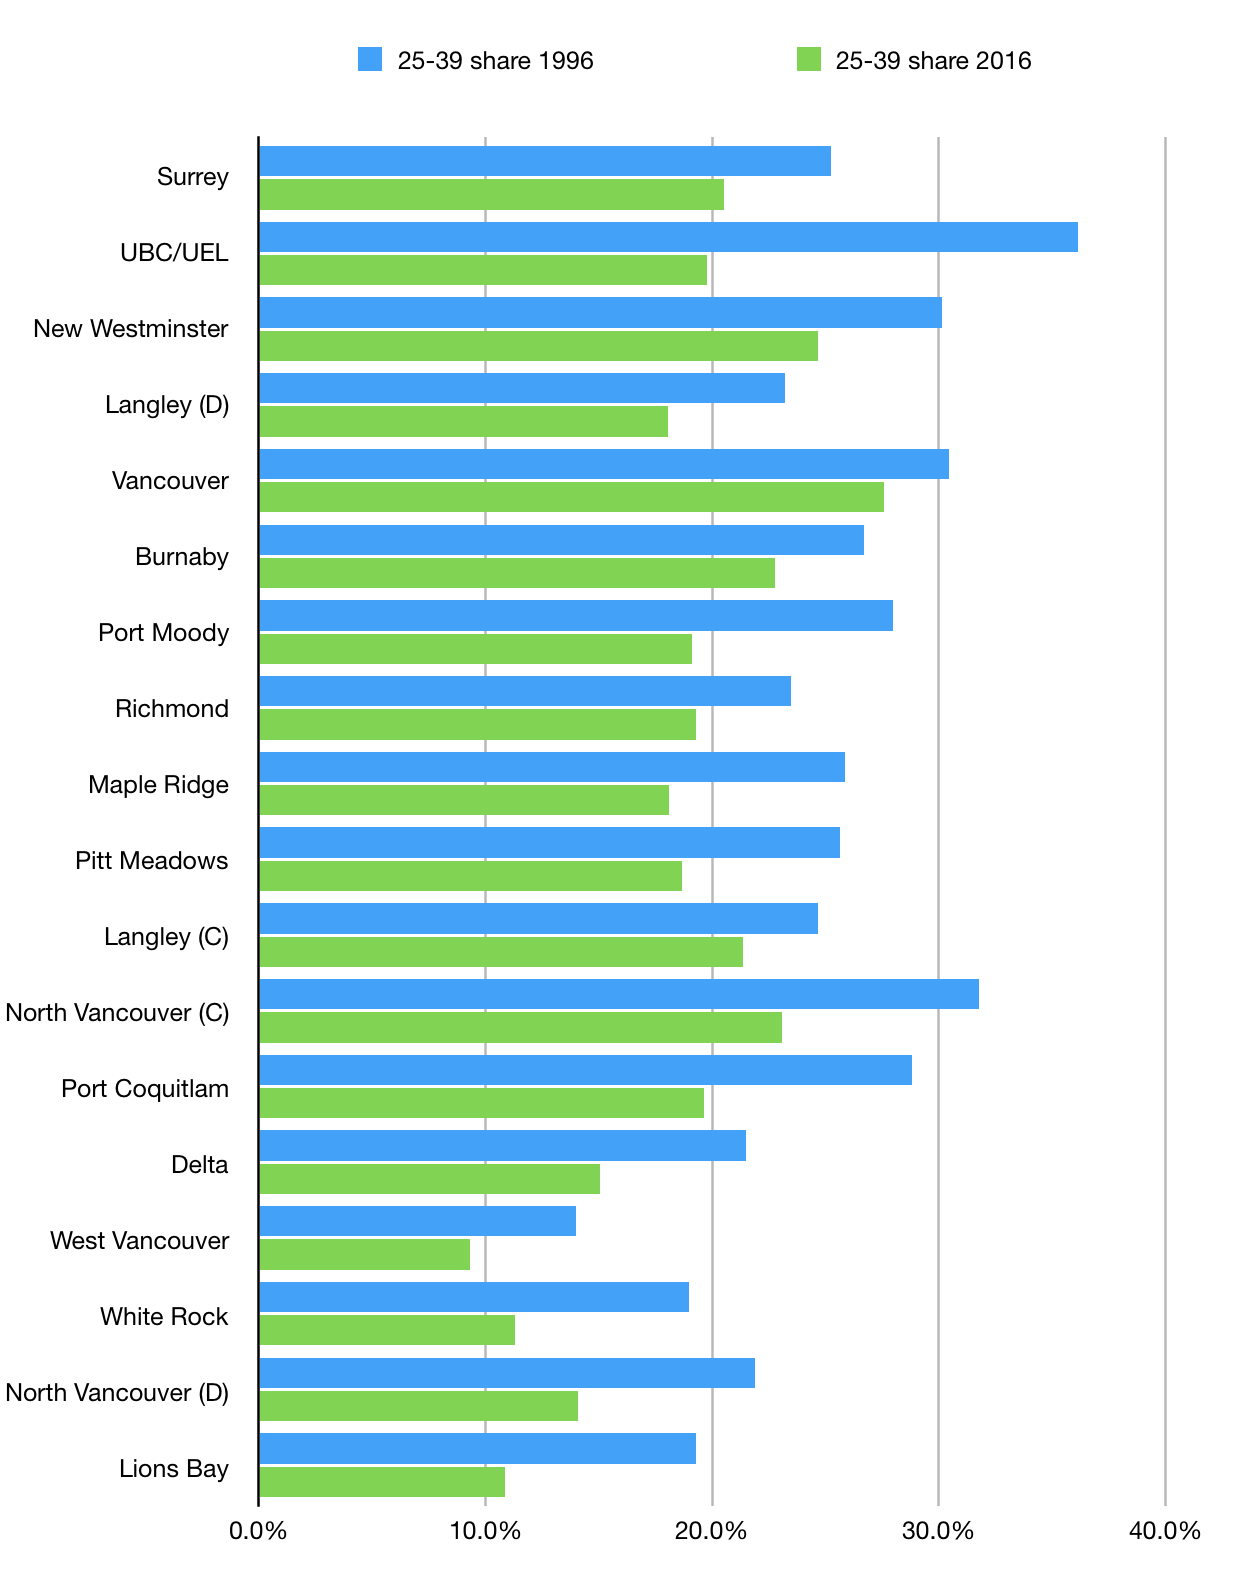 25-39 share 1996
25-39 share 2016
Surrey
UBC/UEL
New Westminster
Langley (D)
Vancouver
Burnaby
Port Moody
Richmond
Maple Ridge
Pitt Meadows
Langley (C)
North Vancouver (C)
Port Coquitlam
Delta
West Vancouver
White Rock
North Vancouver (D)
Lions Bay
0.0% 10.0% 20.0% 30.0% 40.0%